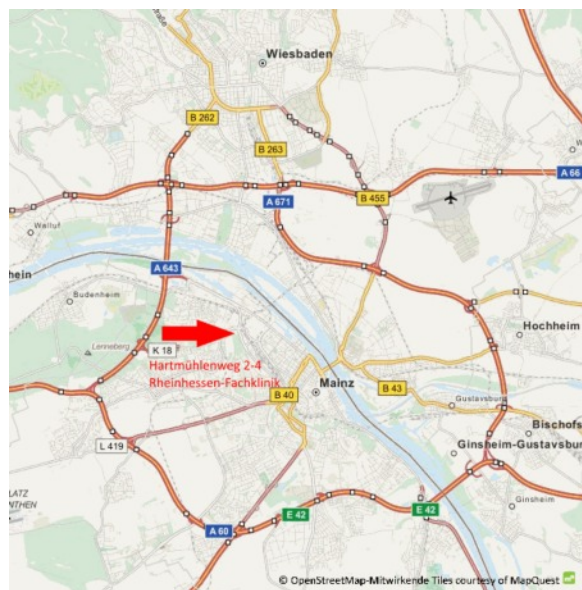 Wiesbaden
B 262
B 263
A 66
A 671
B 455
Walluf
A 643
Budenheim
Lenneberg
K 18
Hartmühlenweg 2-4
Rheinhessen-Fachklinik
Hochheim
Mainz
B 40
B 43
Gustavsburg
Bischofs
L 419
Ginsheim-Gustavsburg
Ginsheim
E 42
E 42
A 60
© OpenStreetMap-Mitwirkende Tiles courtesy of MapQuest